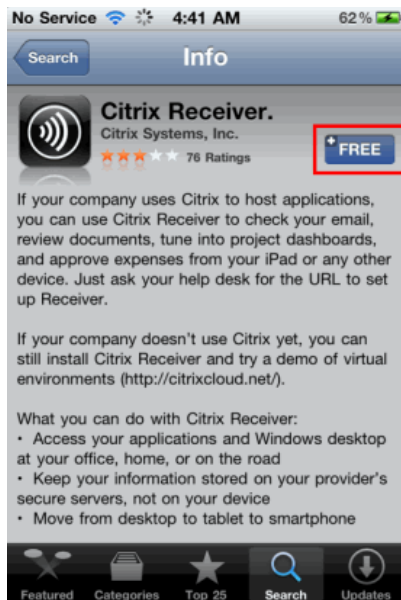 No Service 4:41 AM 62%
Search Info
Citrix Receiver.
Citrix Systems, Inc.
76 Ratings
FREE
If your company uses Citrix to host applications,
you can use Citrix Receiver to check your email,
review documents, tune into project dashboards,
and approve expenses from your iPad or any other
device. Just ask your help desk for the URL to set
up Receiver.
If your company doesn't use Citrix yet, you can
still install Citrix Receiver and try a demo of virtual
environments (http://citrixcloud.net/).
What you can do with Citrix Receiver:
• Access your applications and Windows desktop
at your office, home, or on the road
• Keep your information stored on your provider's
secure servers, not on your device
• Move from desktop to tablet to smartphone
Featured Categories Top 25 Search Updates